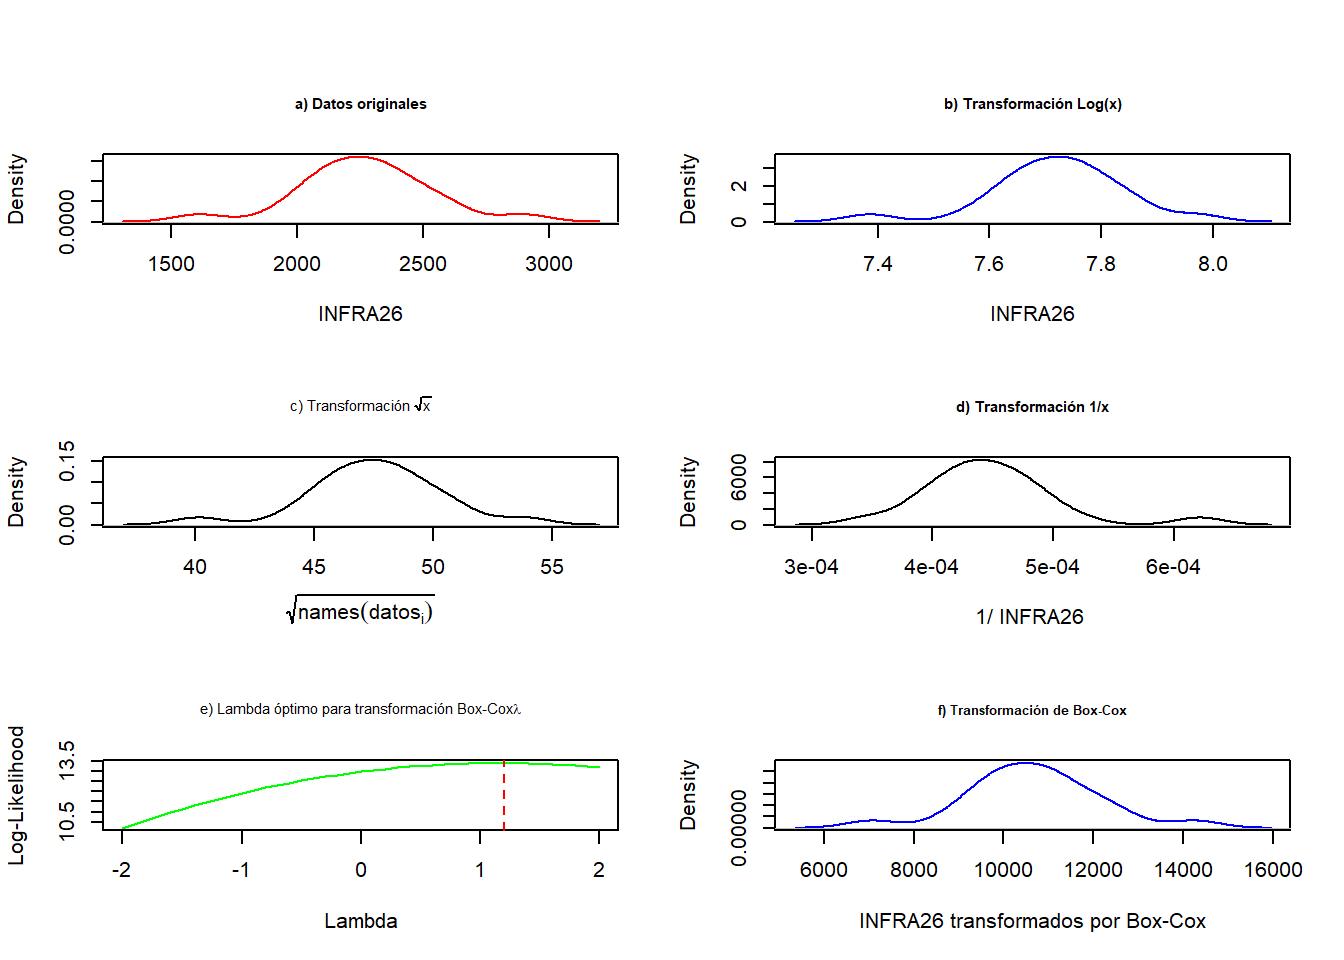 a) Datos originales
Density
0.0000
1500 2000 2500 3000
INFRA26
b) Transformación Log(x)
Density
0 2
7.4 7.6 7.8 8.0
INFRA26
c) Transformación √x
Density
0.00 0.15
40 45 50 55
√names(datosᵢ)
d) Transformación 1/x
Density
0 6000
3e-04 4e-04 5e-04 6e-04
1/ INFRA26
e) Lambda óptimo para transformación Box-Coxλ
Log-Likelihood
10.5 13.5
-2 -1 0 1 2
Lambda
f) Transformación de Box-Cox
Density
0.00000
6000 8000 10000 12000 14000 16000
INFRA26 transformados por Box-Cox